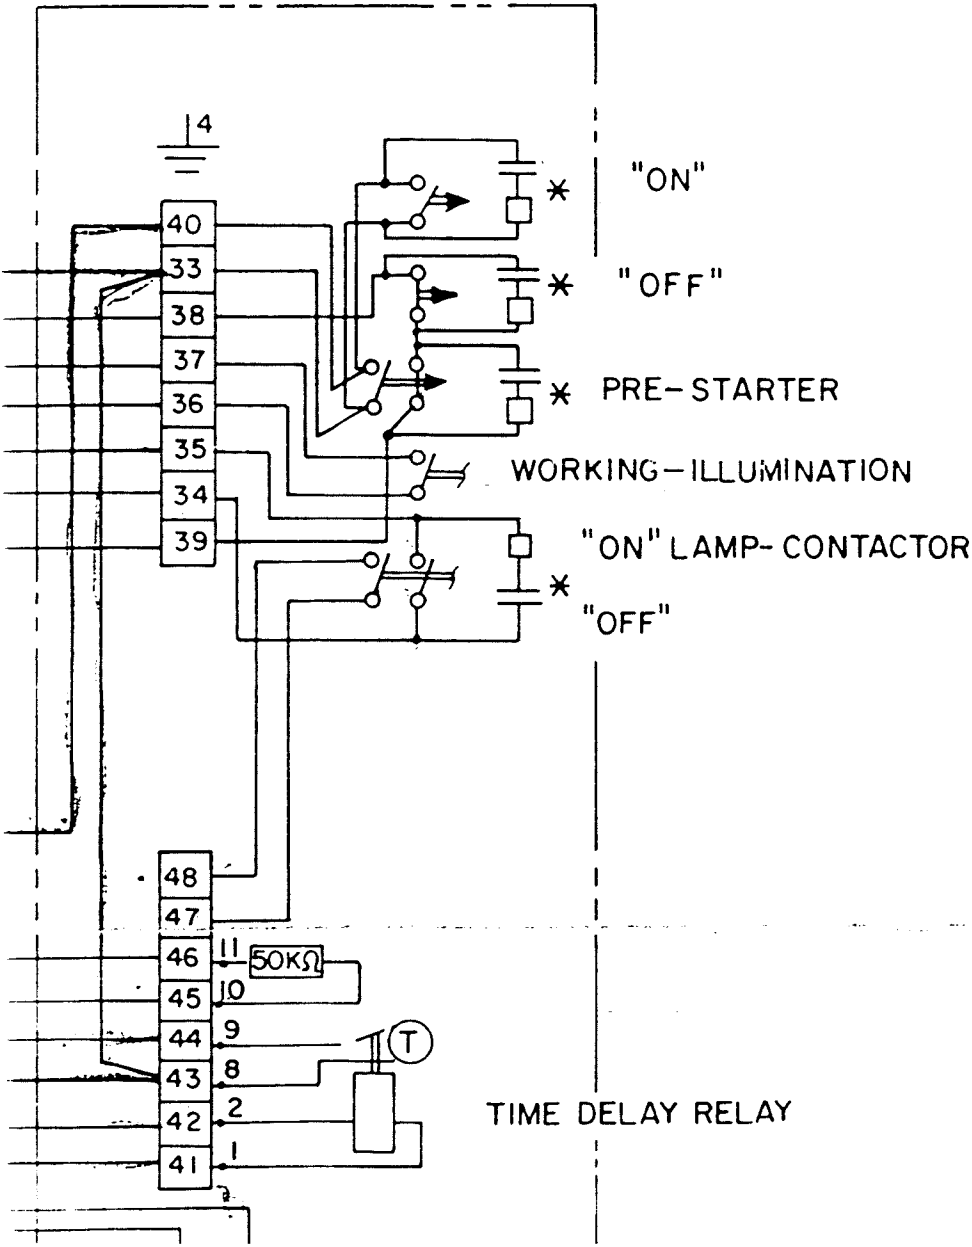 4
40
"ON"
33
"OFF"
38
37
PRE-STARTER
36
35
WORKING-ILLUMINATION
34
39
"ON" LAMP-CONTACTOR
"OFF"
48
47
46 11 50KΩ
45 10
44 9 T
43 8
42 2 TIME DELAY RELAY
41 1